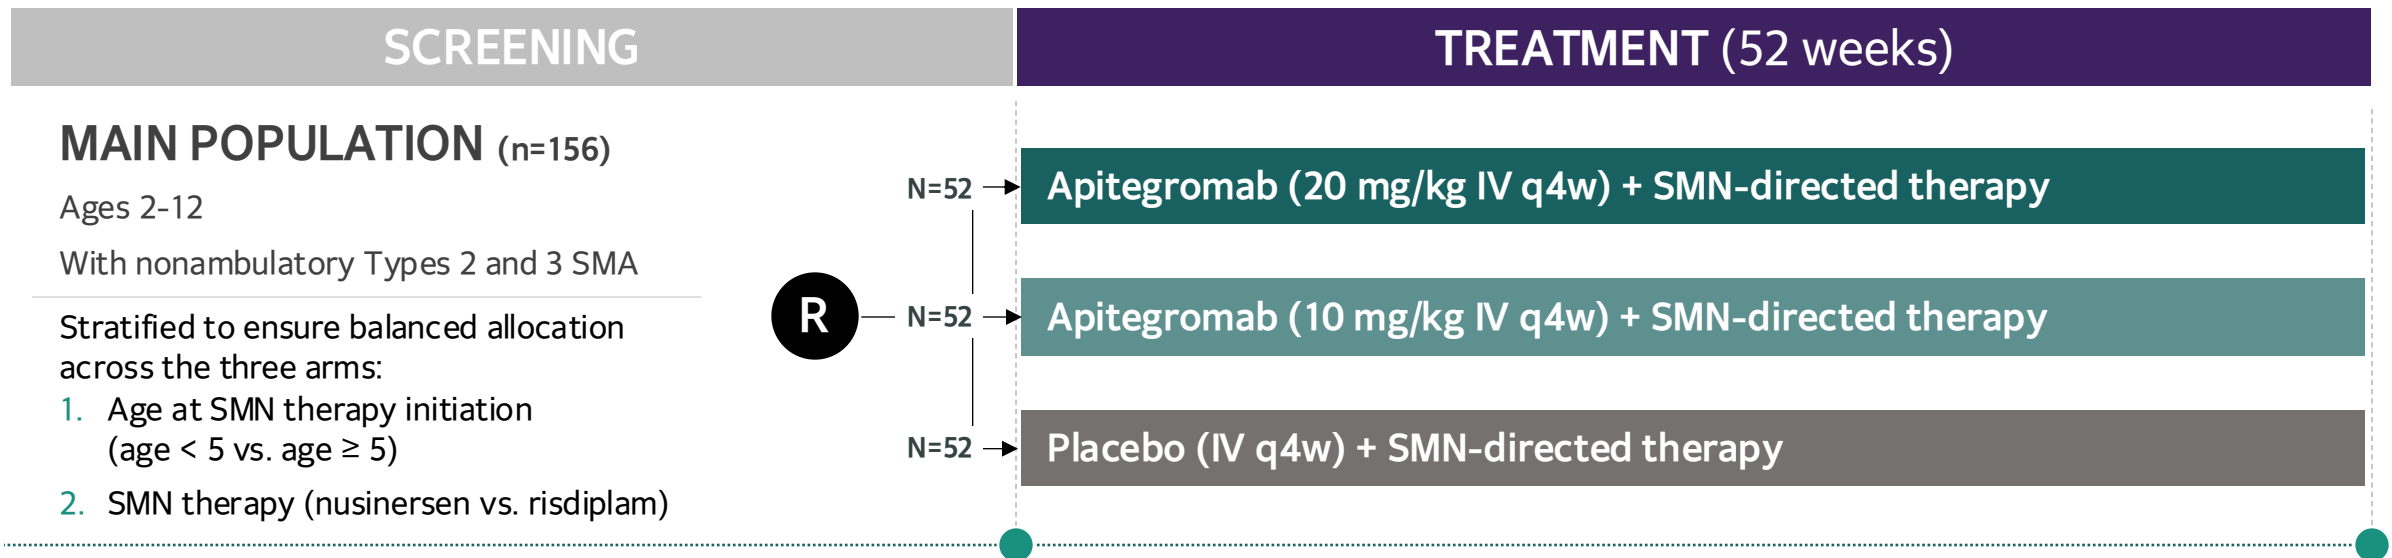 SCREENING
TREATMENT (52 weeks)
MAIN POPULATION (n=156)
Ages 2-12
With nonambulatory Types 2 and 3 SMA
Stratified to ensure balanced allocation
across the three arms:
1. Age at SMN therapy initiation
(age < 5 vs. age ≥ 5)
2. SMN therapy (nusinersen vs. risdiplam)
R
N=52
Apitegromab (20 mg/kg IV q4w) + SMN-directed therapy
N=52
Apitegromab (10 mg/kg IV q4w) + SMN-directed therapy
N=52
Placebo (IV q4w) + SMN-directed therapy